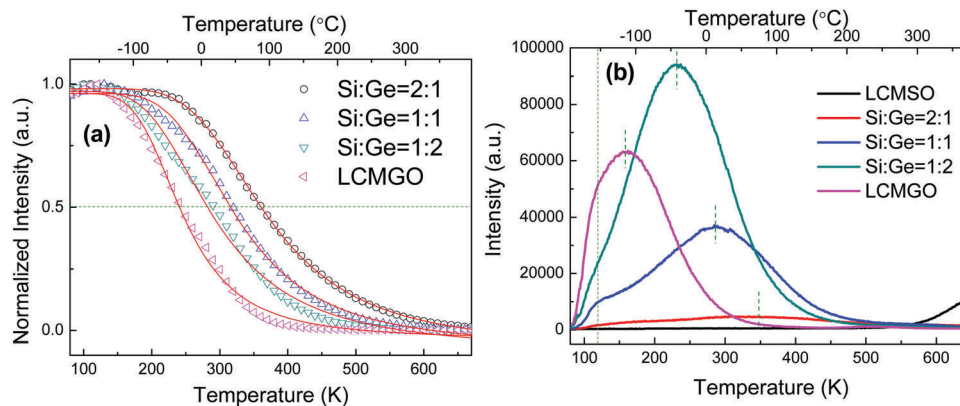 Temperature (°C)
-100 0 100 200 300
1.0
0.5
0.0
Normalized Intensity (a.u.)
(a)
Si:Ge=2:1
Si:Ge=1:1
Si:Ge=1:2
LCMGO
100 200 300 400 500 600
Temperature (K)
Temperature (°C)
-100 0 100 200 300
100000
80000
60000
40000
20000
0
Intensity (a.u.)
(b)
LCMSO
Si:Ge=2:1
Si:Ge=1:1
Si:Ge=1:2
LCMGO
100 200 300 400 500 600
Temperature (K)